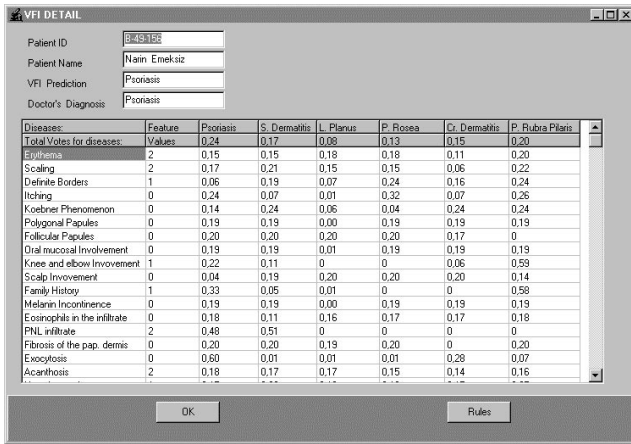 VFI DETAIL
Patient ID B-49-156
Patient Name Narin Emeksiz
VFI Prediction Psoriasis
Doctor's Diagnosis Psoriasis
Diseases: Feature Psoriasis S. Dermatitis L. Planus P. Rosea Cr. Dermatitis P. Rubra Pilaris
Total Votes for diseases: Values 0,24 0,17 0,08 0,13 0,15 0,20
Erythema 2 0,15 0,15 0,18 0,18 0,11 0,20
Scaling 2 0,17 0,21 0,15 0,15 0,06 0,22
Definite Borders 1 0,06 0,19 0,07 0,24 0,16 0,24
Itching 0 0,24 0,07 0,01 0,32 0,07 0,26
Koebner Phenomenon 0 0,14 0,24 0,06 0,04 0,24 0,24
Polygonal Papules 0 0,19 0,19 0,00 0,19 0,19 0,19
Follicular Papules 0 0,20 0,20 0,20 0,20 0,17 0
Oral mucosal Involvement 0 0,19 0,19 0,01 0,19 0,19 0,19
Knee and elbow Invovement 1 0,22 0,11 0 0 0,06 0,59
Scalp Invovement 0 0,04 0,19 0,20 0,20 0,20 0,14
Family History 1 0,33 0,05 0,01 0 0 0,58
Melanin Incontinence 0 0,19 0,19 0,00 0,19 0,19 0,19
Eosinophils in the infiltrate 0 0,18 0,11 0,16 0,17 0,17 0,18
PNL infiltrate 2 0,48 0,51 0 0 0 0
Fibrosis of the pap. dermis 0 0,20 0,20 0,19 0,20 0 0,20
Exocytosis 0 0,60 0,01 0,01 0,01 0,28 0,07
Acanthosis 2 0,18 0,17 0,17 0,15 0,14 0,16
OK Rules